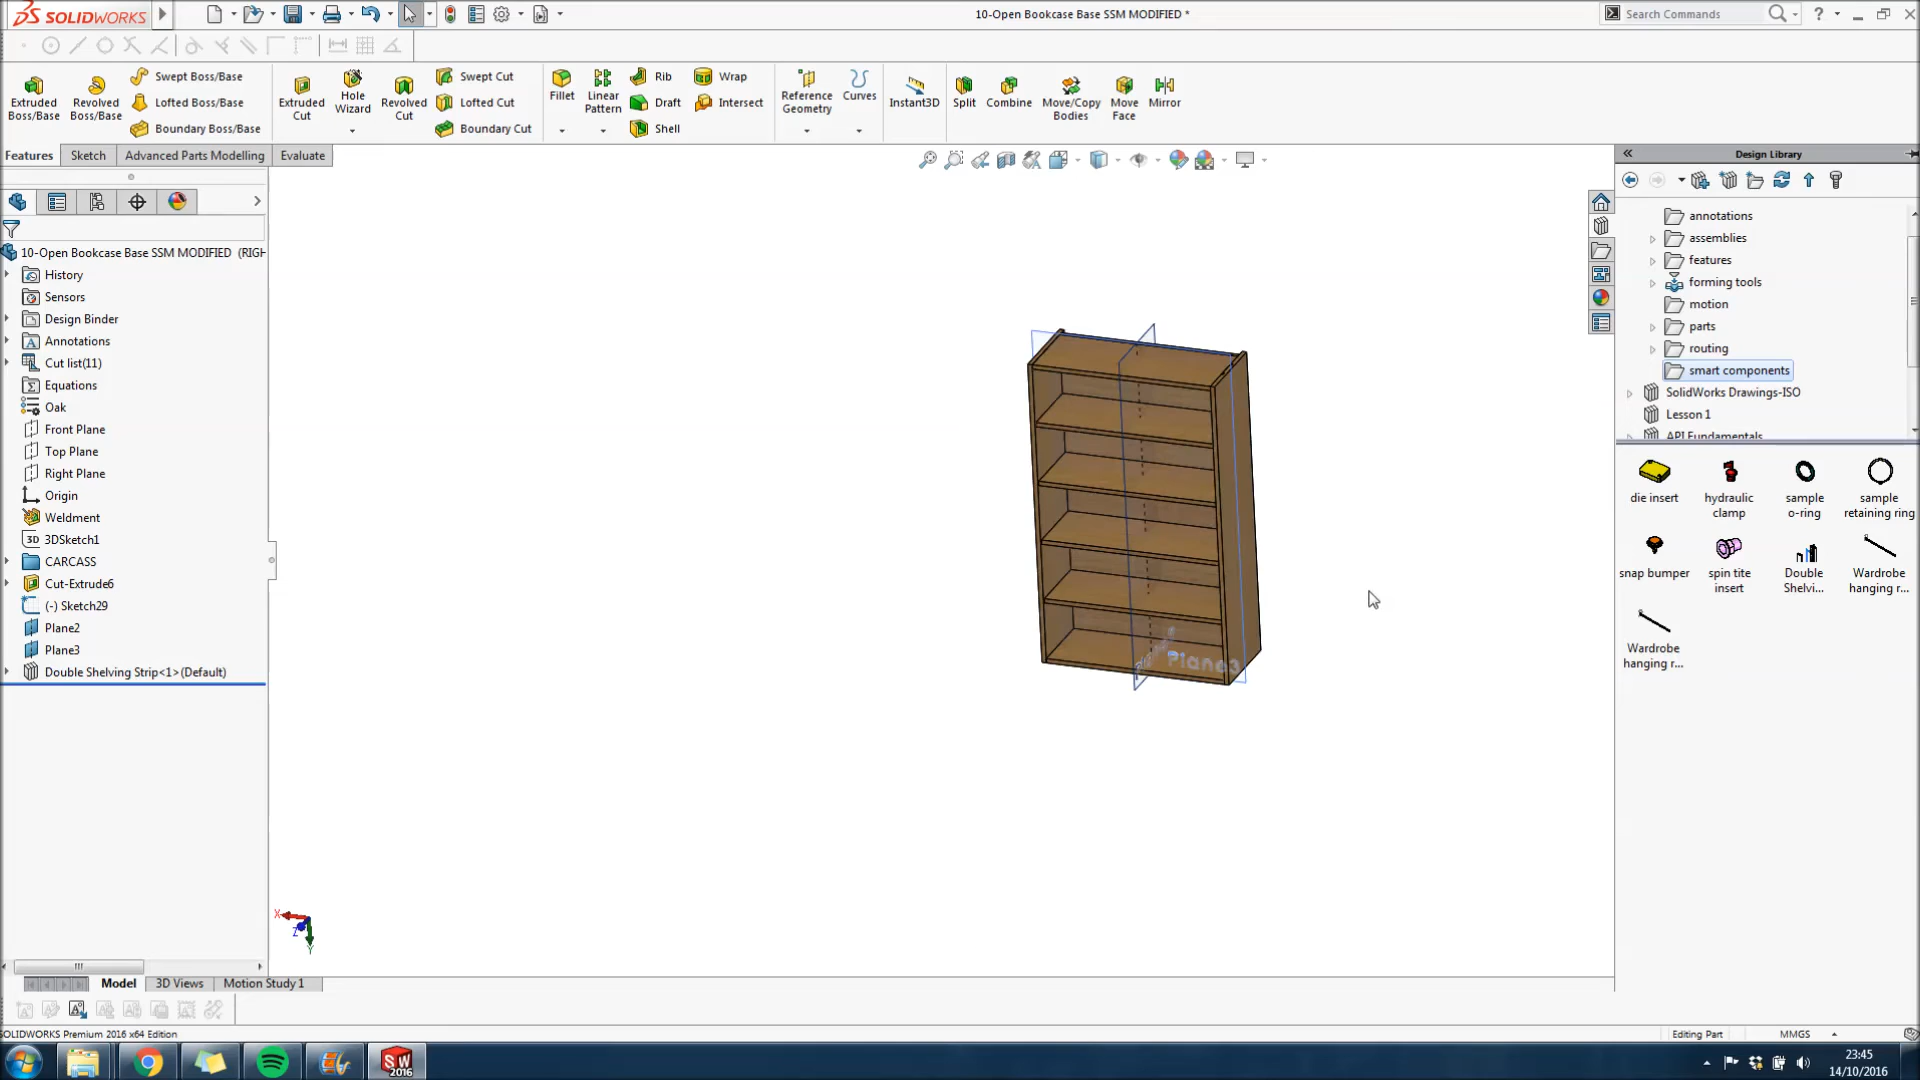 SOLIDWORKS
10-Open Bookcase Base SSM MODIFIED *
Search Commands
Extruded Boss/Base
Revolved Boss/Base
Swept Boss/Base
Lofted Boss/Base
Boundary Boss/Base
Extruded Cut
Hole Wizard
Revolved Cut
Swept Cut
Lofted Cut
Boundary Cut
Fillet
Linear Pattern
Rib
Draft
Shell
Wrap
Intersect
Reference Geometry
Curves
Instant3D
Split
Combine
Move/Copy Bodies
Move Face
Mirror
Features
Sketch
Advanced Parts Modelling
Evaluate
10-Open Bookcase Base SSM MODIFIED (RIGH
History
Sensors
Design Binder
Annotations
Cut list(11)
Equations
Oak
Front Plane
Top Plane
Right Plane
Origin
Weldment
3D 3DSketch1
CARCASS
Cut-Extrude6
(-) Sketch29
Plane2
Plane3
Double Shelving Strip<1> (Default)
Plane3
X
Z
Y
Design Library
annotations
assemblies
features
forming tools
motion
parts
routing
smart components
SolidWorks Drawings-ISO
Lesson 1
API Fundamentals
die insert
hydraulic clamp
sample o-ring
sample retaining ring
snap bumper
spin tite insert
Double Shelvi...
Wardrobe hanging r...
Wardrobe hanging r...
Model
3D Views
Motion Study 1
SOLIDWORKS Premium 2016 x64 Edition
Editing Part
MMGS
SW 2016
23:45
14/10/2016